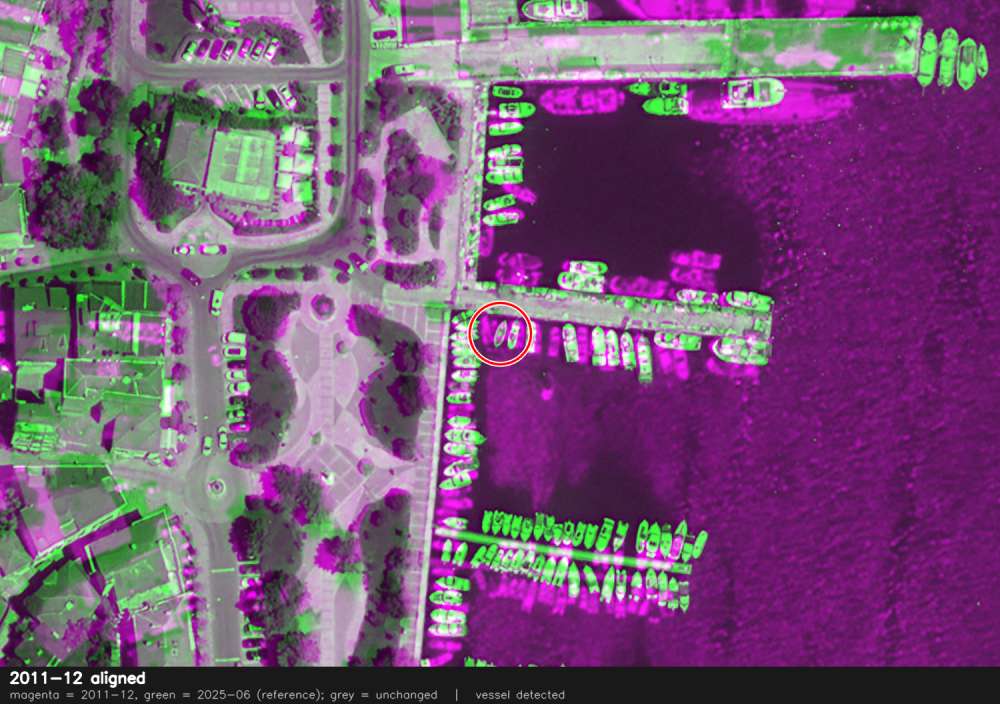 2011-12 aligned
magenta = 2011-12, green = 2025-06 (reference); grey = unchanged | vessel detected